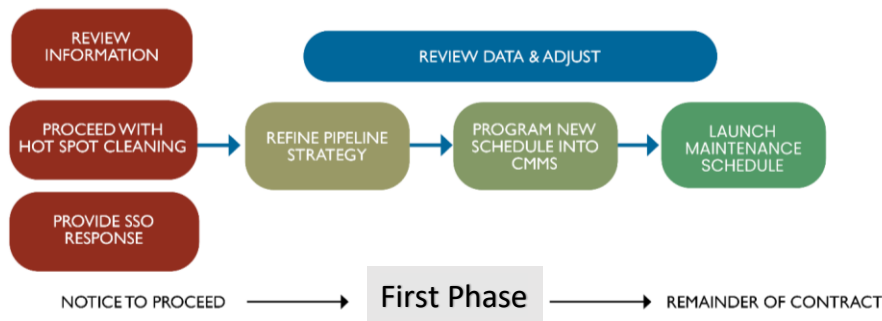 REVIEW
INFORMATION
REVIEW DATA & ADJUST
PROCEED WITH
HOT SPOT CLEANING
REFINE PIPELINE
STRATEGY
PROGRAM NEW
SCHEDULE INTO
CMMS
LAUNCH
MAINTENANCE
SCHEDULE
PROVIDE SSO
RESPONSE
NOTICE TO PROCEED
First Phase
REMAINDER OF CONTRACT